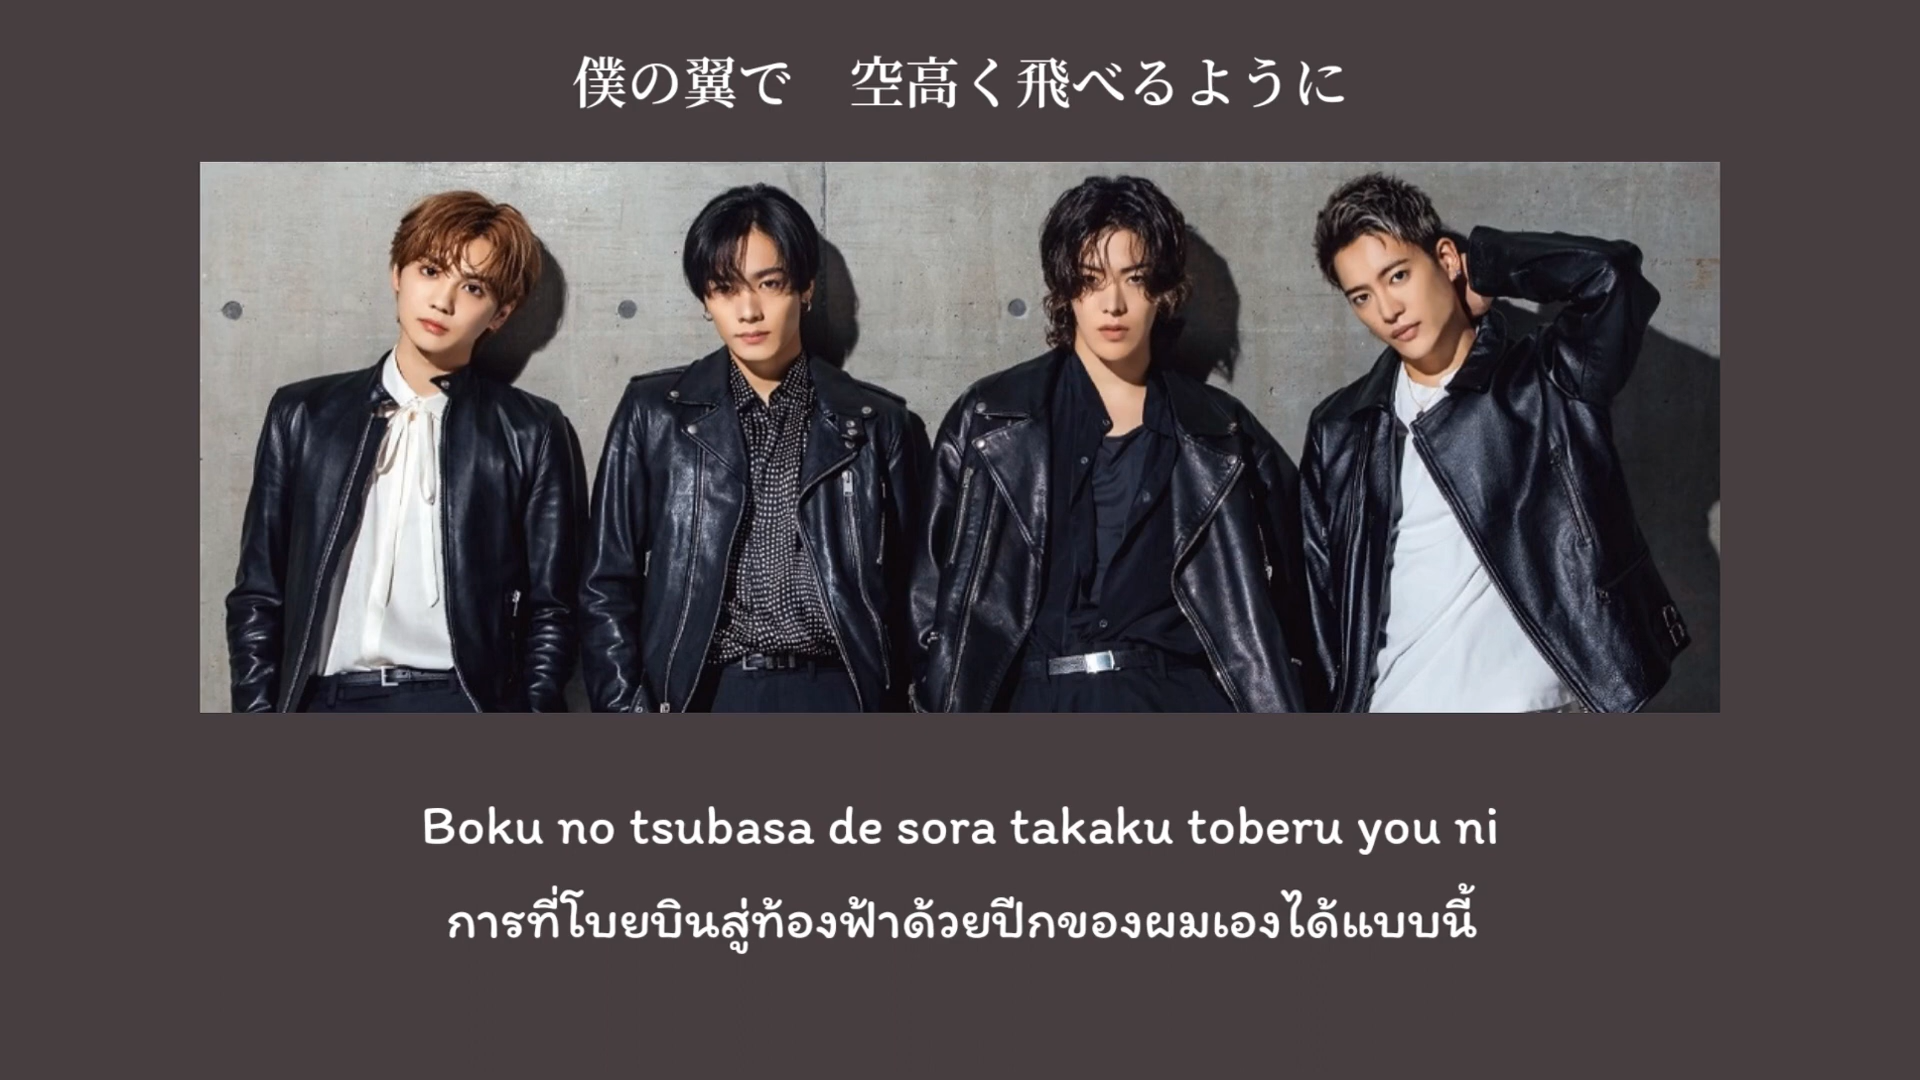 僕の翼で　空高く飛べるように
Boku no tsubasa de sora takaku toberu you ni
การที่โบยบินสู่ท้องฟ้าด้วยปีกของผมเองได้แบบนี้